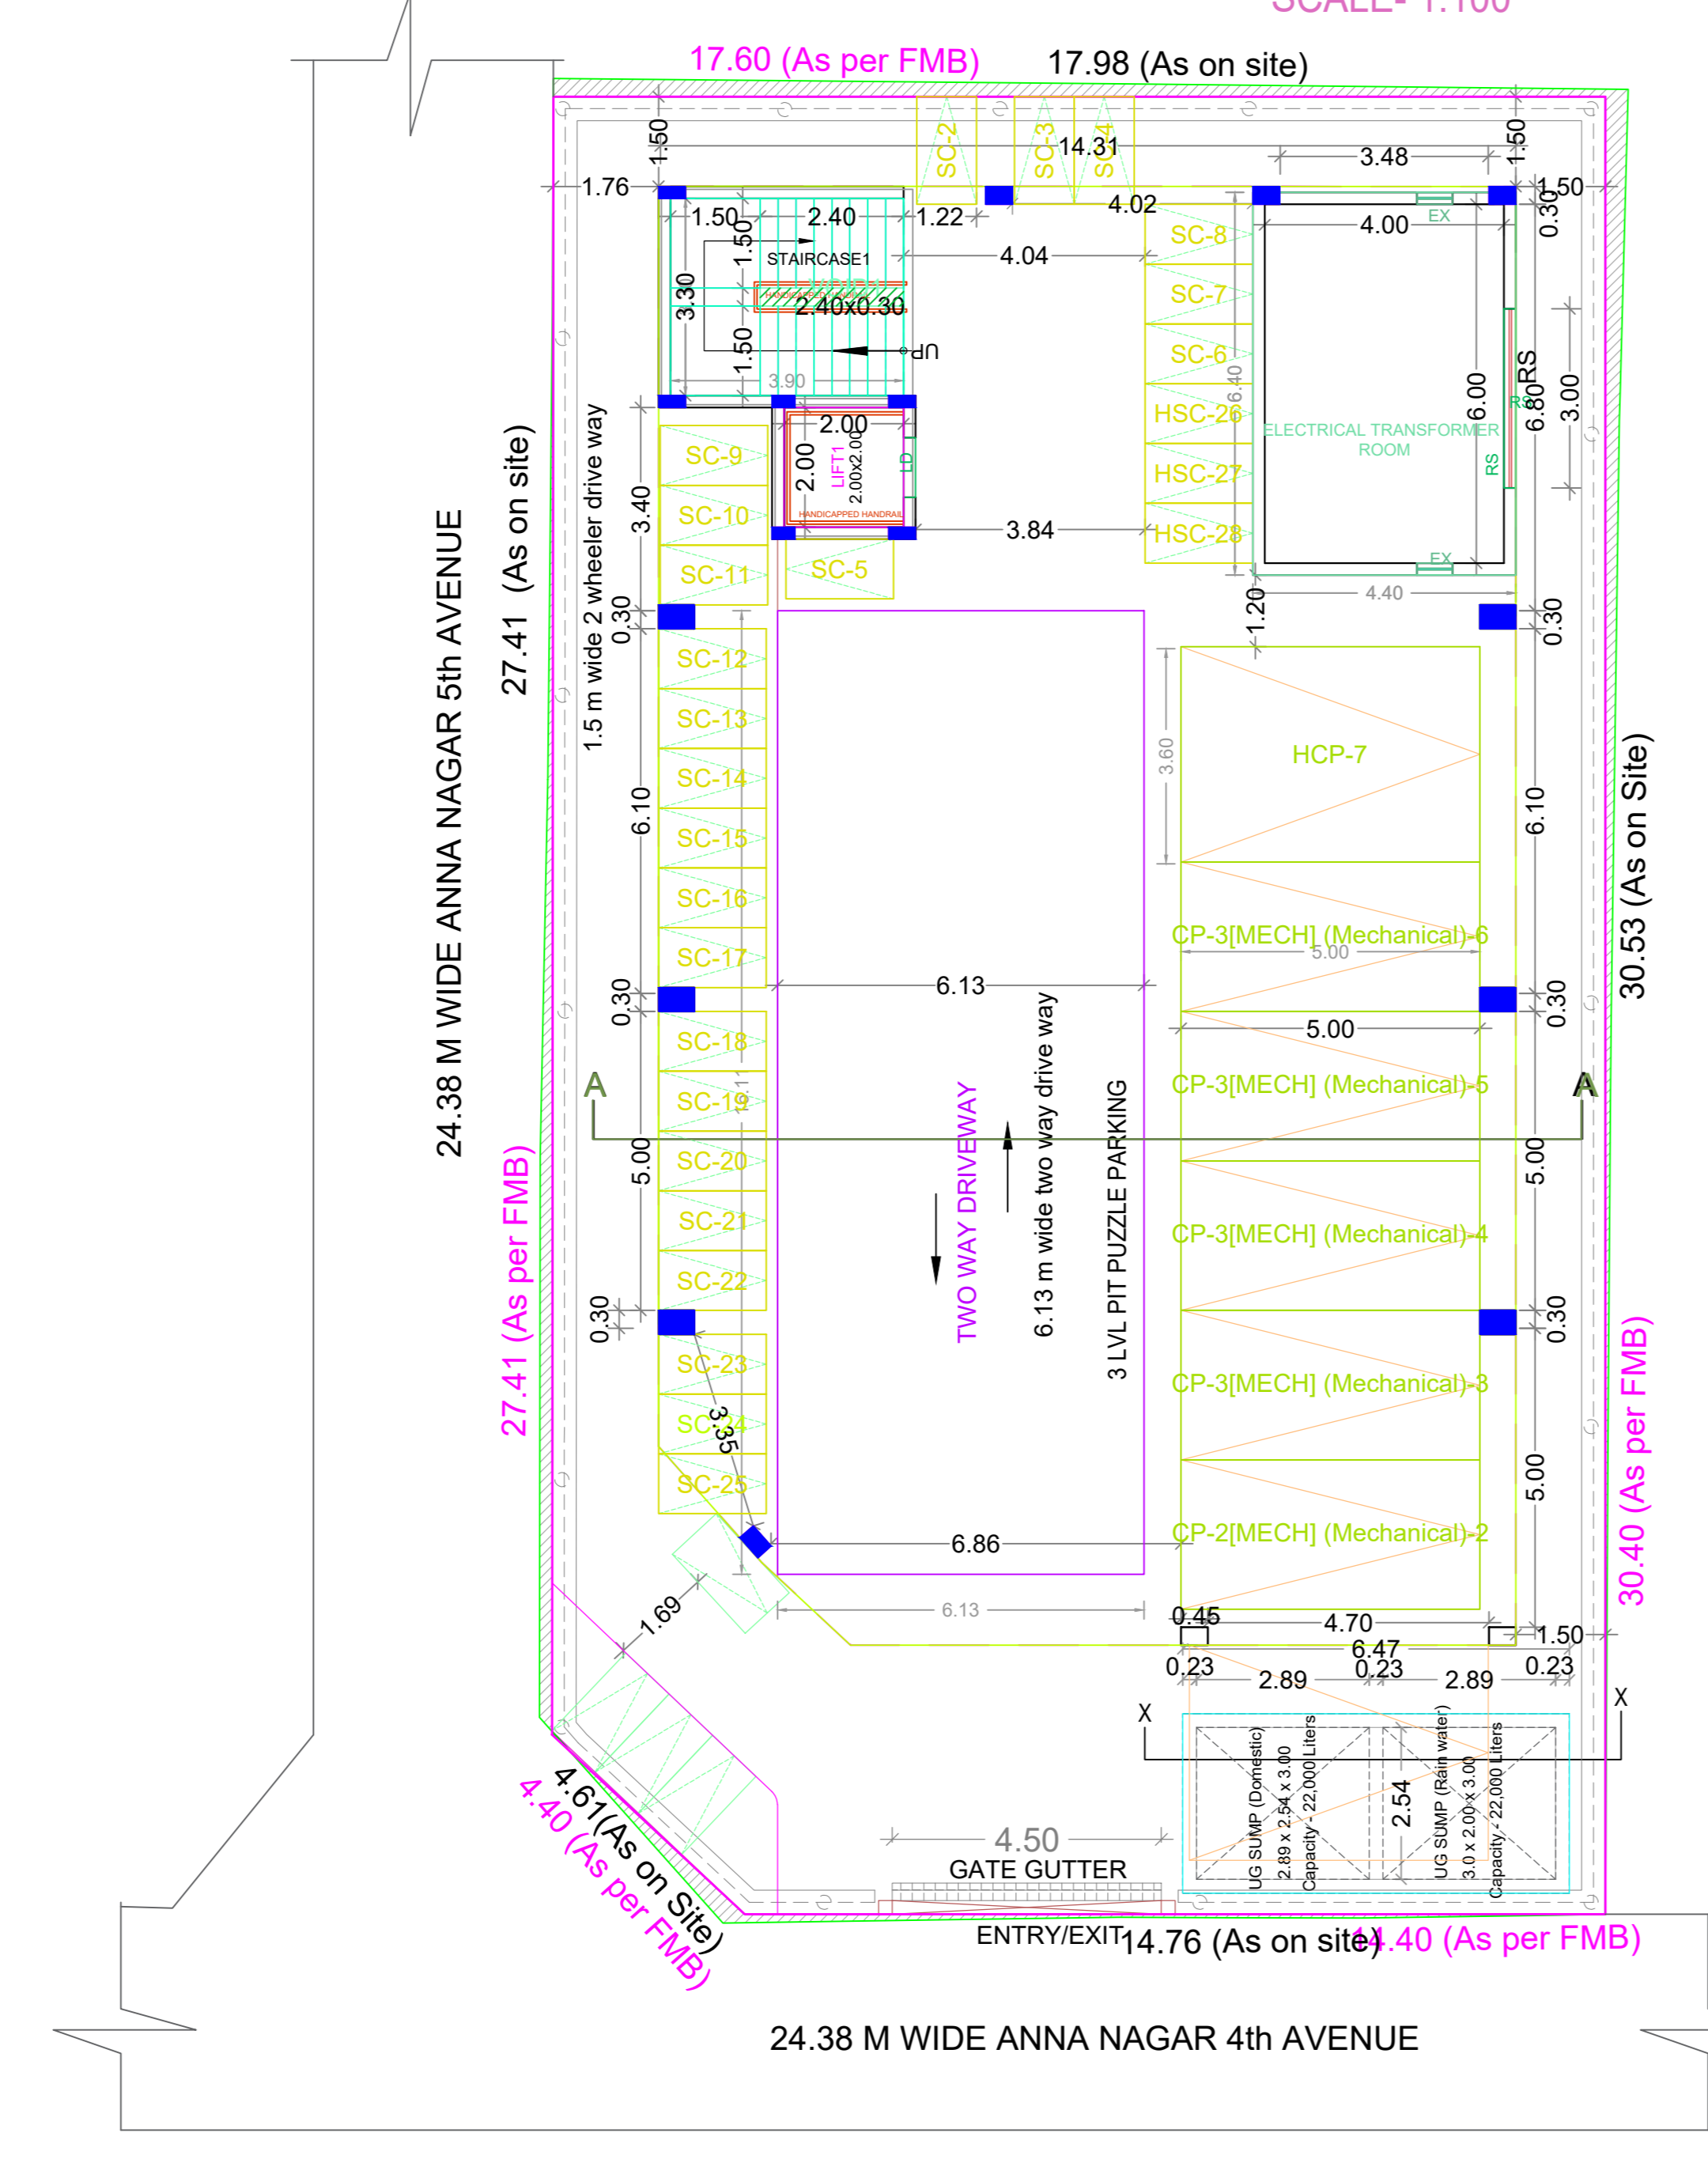 SCALE- 1:100
17.60 (As per FMB)
17.98 (As on site)
1.50
14.31
3.48
1.50
1.76
1.50
SC-2
SC-3
SC-4
4.02
0.30
EX
1.50
2.40
1.22
4.00
1.50
STAIRCASE1
4.04
SC-8
3.30
HANDICAPPED HANDRAIL
2.40x0.30
SC-7
1.50
UP
SC-6
3.90
6.40
6.00
6.80
RS
RS
3.00
HSC-26
ELECTRICAL TRANSFORMER
ROOM
RS
2.00
2.00
LIFT1
2.00x2.00
LD
HANDICAPPED HANDRAIL
HSC-27
HSC-28
3.84
EX
SC-9
SC-10
SC-11
SC-5
3.40
4.40
1.20
0.30
0.30
27.41 (As on site)
1.5 m wide 2 wheeler drive way
24.38 M WIDE ANNA NAGAR 5th AVENUE
SC-12
SC-13
SC-14
SC-15
SC-16
SC-17
6.10
3.60
HCP-7
6.10
30.53 (As on Site)
CP-3[MECH] (Mechanical)-6
5.00
6.13
0.30
0.30
5.00
SC-18
SC-19
SC-20
SC-21
SC-22
A
A
CP-3[MECH] (Mechanical)-5
5.00
5.00
TWO WAY DRIVEWAY
6.13 m wide two way drive way
3 LVL PIT PUZZLE PARKING
CP-3[MECH] (Mechanical)-4
27.41 (As per FMB)
0.30
0.30
SC-23
SC-24
SC-25
3.35
CP-3[MECH] (Mechanical)-3
5.00
30.40 (As per FMB)
6.86
CP-2[MECH] (Mechanical)-2
6.13
1.69
0.45
4.70
1.50
6.47
0.23
2.89
0.23
2.89
0.23
X
X
UG SUMP (Domestic)
2.89 x 2.54 x 3.00
Capacity - 22,000 Liters
2.54
UG SUMP (Rain water)
3.0 x 2.00 x 3.00
Capacity - 22,000 Liters
4.61(As on Site)
4.40 (As per FMB)
4.50
GATE GUTTER
ENTRY/EXIT
14.76 (As on site)
14.40 (As per FMB)
24.38 M WIDE ANNA NAGAR 4th AVENUE